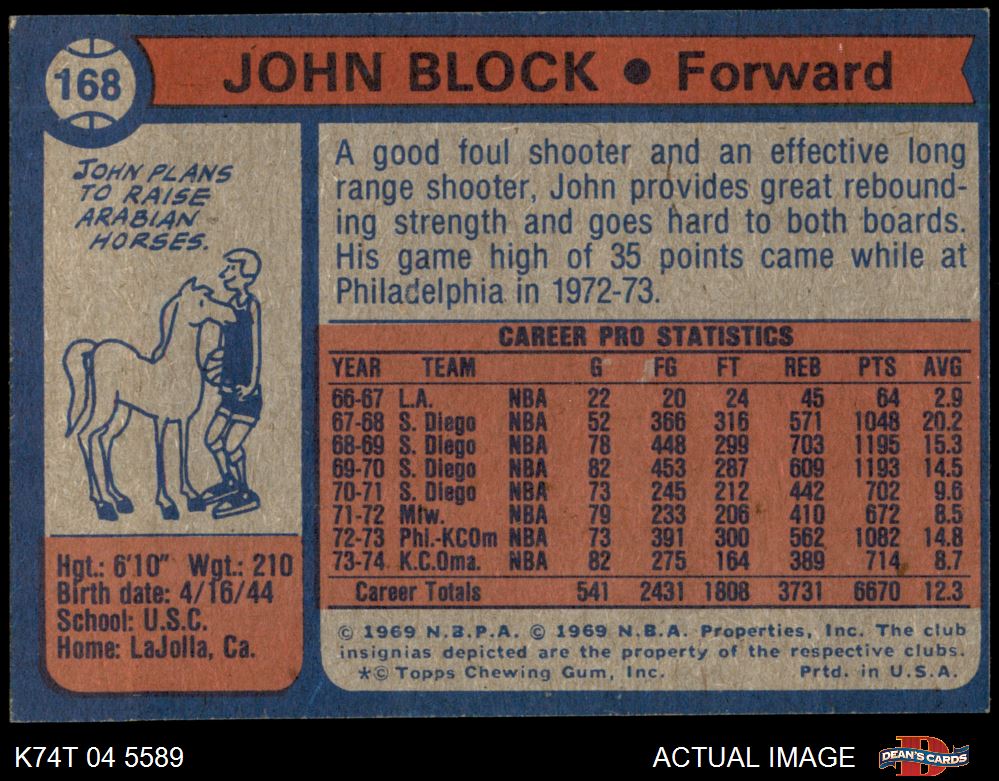 168
JOHN BLOCK ● Forward
JOHN PLANS
TO RAISE
ARABIAN
HORSES.
Hgt.: 6'10" Wgt.: 210
Birth date: 4/16/44
School: U.S.C.
Home: LaJolla, Ca.
A good foul shooter and an effective long
range shooter, John provides great rebound-
ing strength and goes hard to both boards.
His game high of 35 points came while at
Philadelphia in 1972-73.
CAREER PRO STATISTICS
YEAR TEAM G FG FT REB PTS AVG
66-67 L.A. NBA 22 20 24 45 64 2.9
67-68 S. Diego NBA 52 366 316 571 1048 20.2
68-69 S. Diego NBA 78 448 299 703 1195 15.3
69-70 S. Diego NBA 82 453 287 609 1193 14.5
70-71 S. Diego NBA 73 245 212 442 702 9.6
71-72 Mlw. NBA 79 233 206 410 672 8.5
72-73 Phl.-KCOm NBA 73 391 300 562 1082 14.8
73-74 K.C.Oma. NBA 82 275 164 389 714 8.7
Career Totals 541 2431 1808 3731 6670 12.3
© 1969 N.B.P.A. © 1969 N.B.A. Properties, Inc. The club
insignias depicted are the property of the respective clubs.
*© Topps Chewing Gum, Inc. Prtd. in U.S.A.
K74T 04 5589 ACTUAL IMAGE DEAN'S CARDS